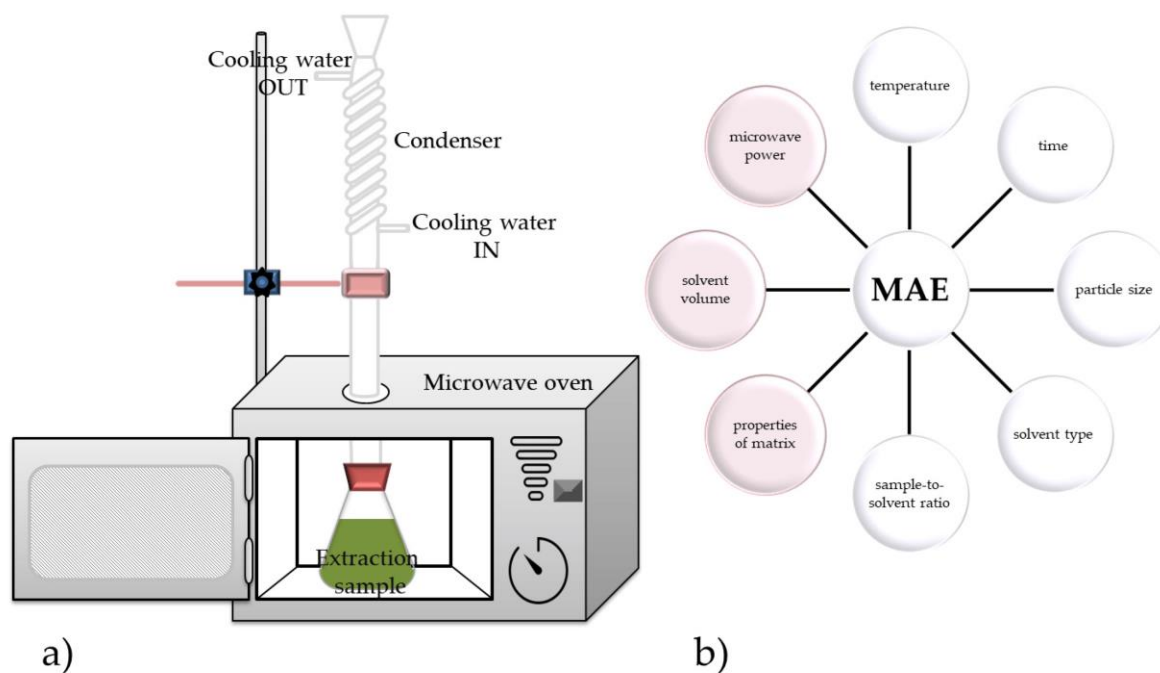 Cooling water
OUT
Condenser
Cooling water
IN
Microwave oven
Extraction
sample
a)
temperature
microwave
power
time
solvent
volume
MAE
particle size
properties
of matrix
solvent type
sample-to-
solvent ratio
b)